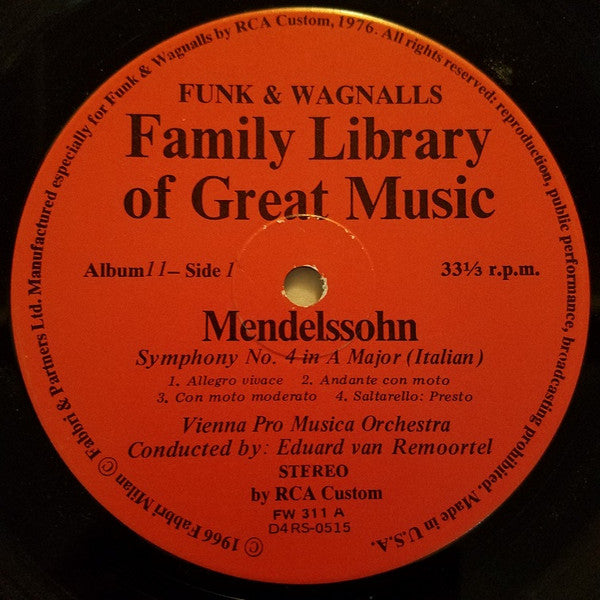 © 1966 Fabbri Milan © Fabbri & Partners Ltd. Manufactured especially for Funk & Wagnalls by RCA Custom, 1976. All rights reserved: reproduction, public performance, broadcasting prohibited. Made in U.S.A.
FUNK & WAGNALLS
Family Library
of Great Music
Album 11 – Side 1
33⅓ r.p.m.
Mendelssohn
Symphony No. 4 in A Major (Italian)
1. Allegro vivace 2. Andante con moto
3. Con moto moderato 4. Saltarello: Presto
Vienna Pro Musica Orchestra
Conducted by: Eduard van Remoortel
STEREO
by RCA Custom
FW 311 A
D4RS-0515